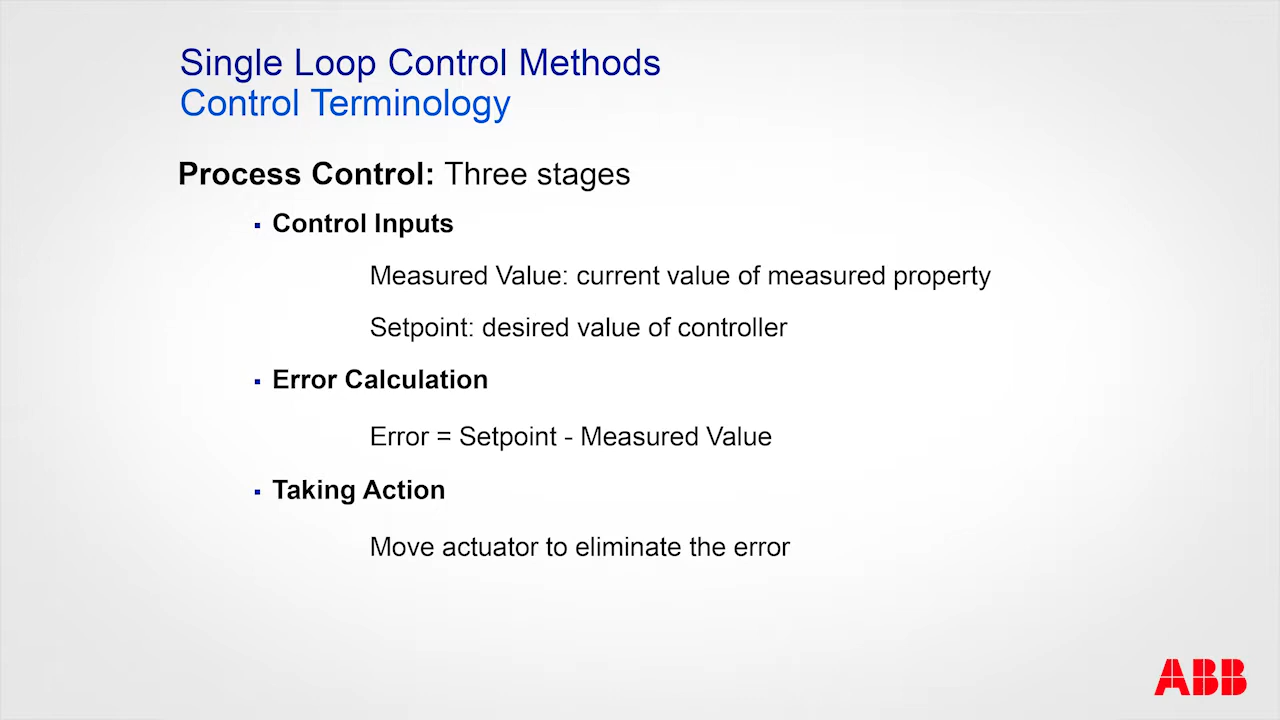 Single Loop Control Methods
Control Terminology
Process Control: Three stages
▪ Control Inputs
Measured Value: current value of measured property
Setpoint: desired value of controller
▪ Error Calculation
Error = Setpoint - Measured Value
▪ Taking Action
Move actuator to eliminate the error
ABB